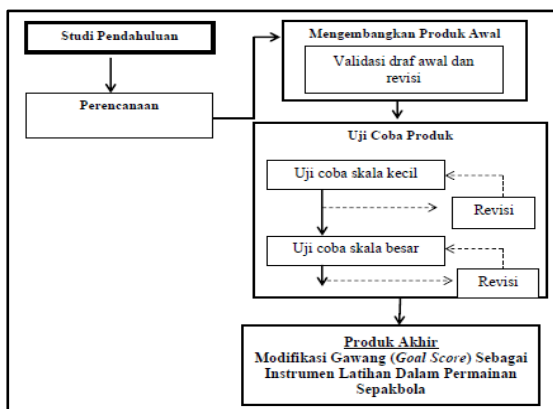 Studi Pendahuluan
Perencanaan
Mengembangkan Produk Awal
Validasi draf awal dan
revisi
Uji Coba Produk
Uji coba skala kecil
Revisi
Uji coba skala besar
Revisi
Produk Akhir
Modifikasi Gawang (Goal Score) Sebagai
Instrumen Latihan Dalam Permainan
Sepakbola